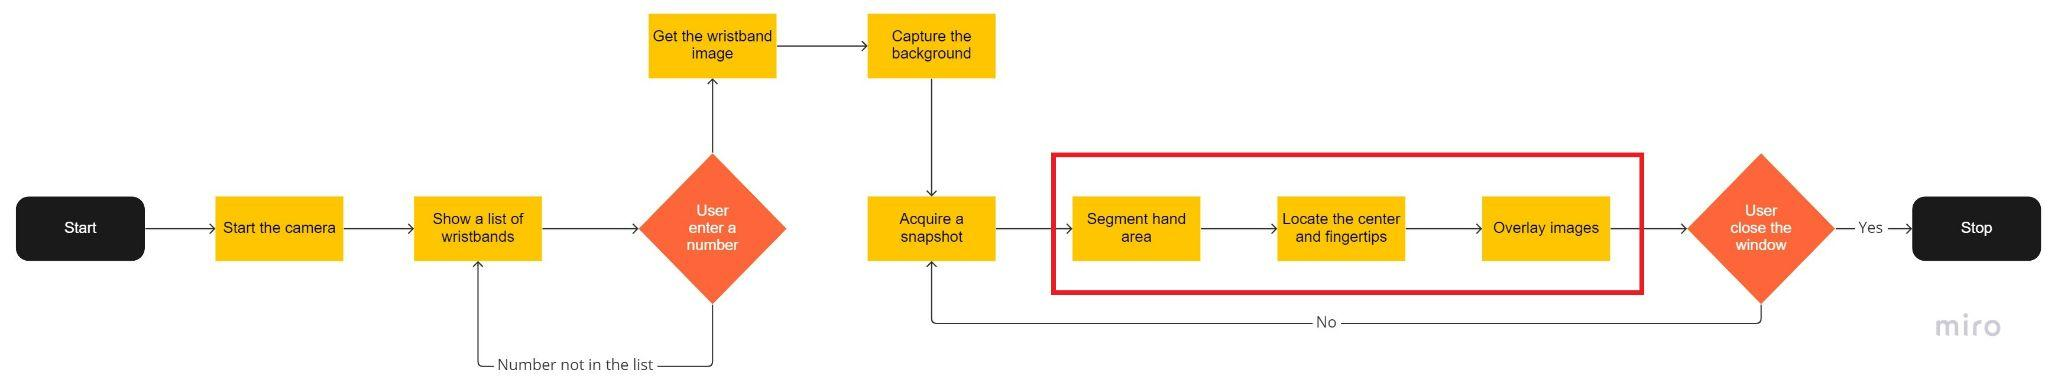 Get the wristband
image
Capture the
background
Start
Start the camera
Show a list of
wristbands
User
enter a
number
Acquire a
snapshot
Segment hand
area
Locate the center
and fingertips
Overlay images
User
close the
window
Yes
Stop
No
miro
Number not in the list